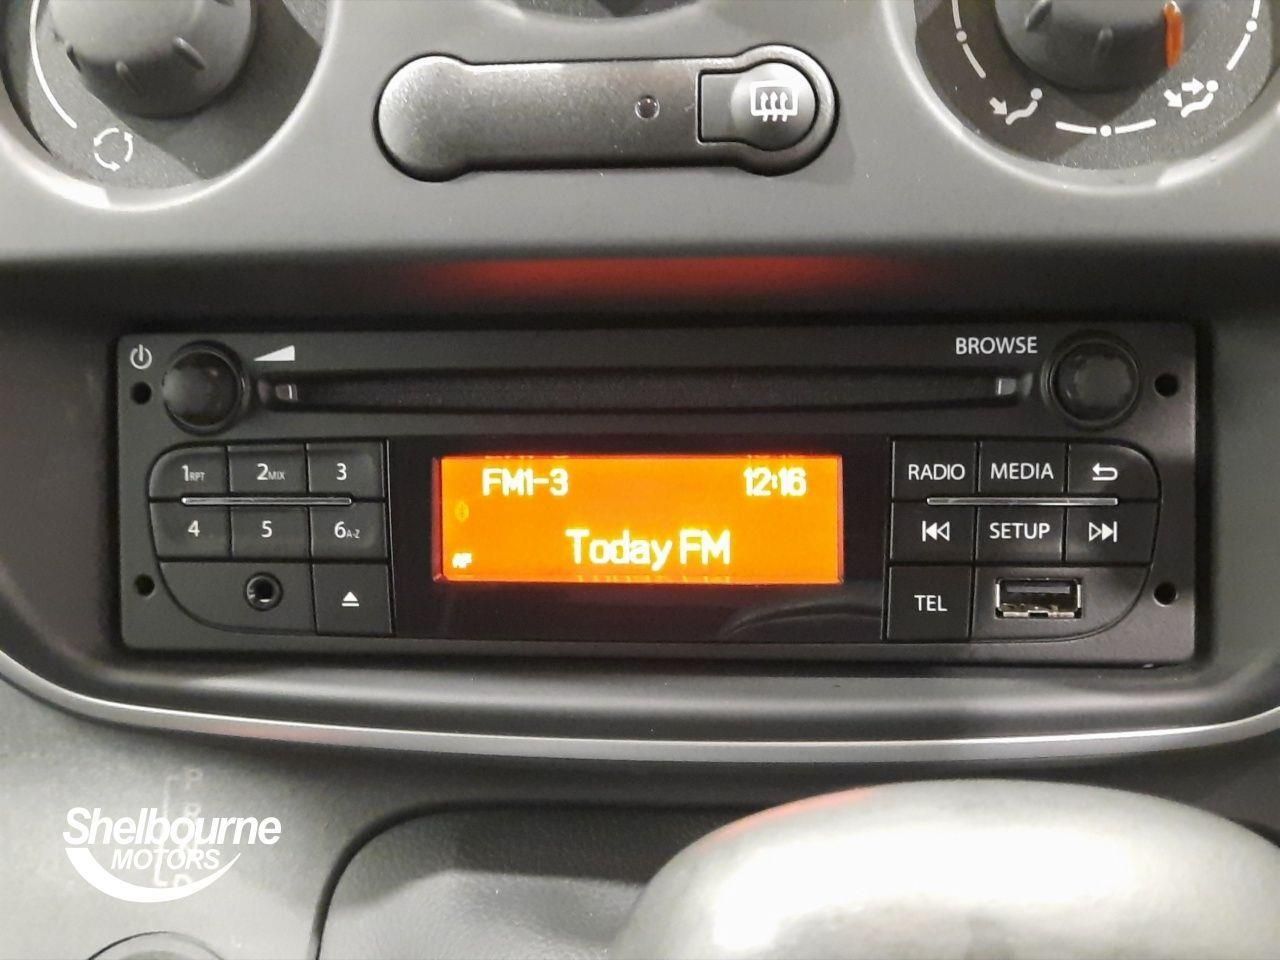 BROWSE
1RPT 2MIX 3
4 5 6A-Z
FM1-3 12:16
AF
Today FM
RADIO MEDIA
SETUP
TEL
P
R
Shelbourne
MOTORS